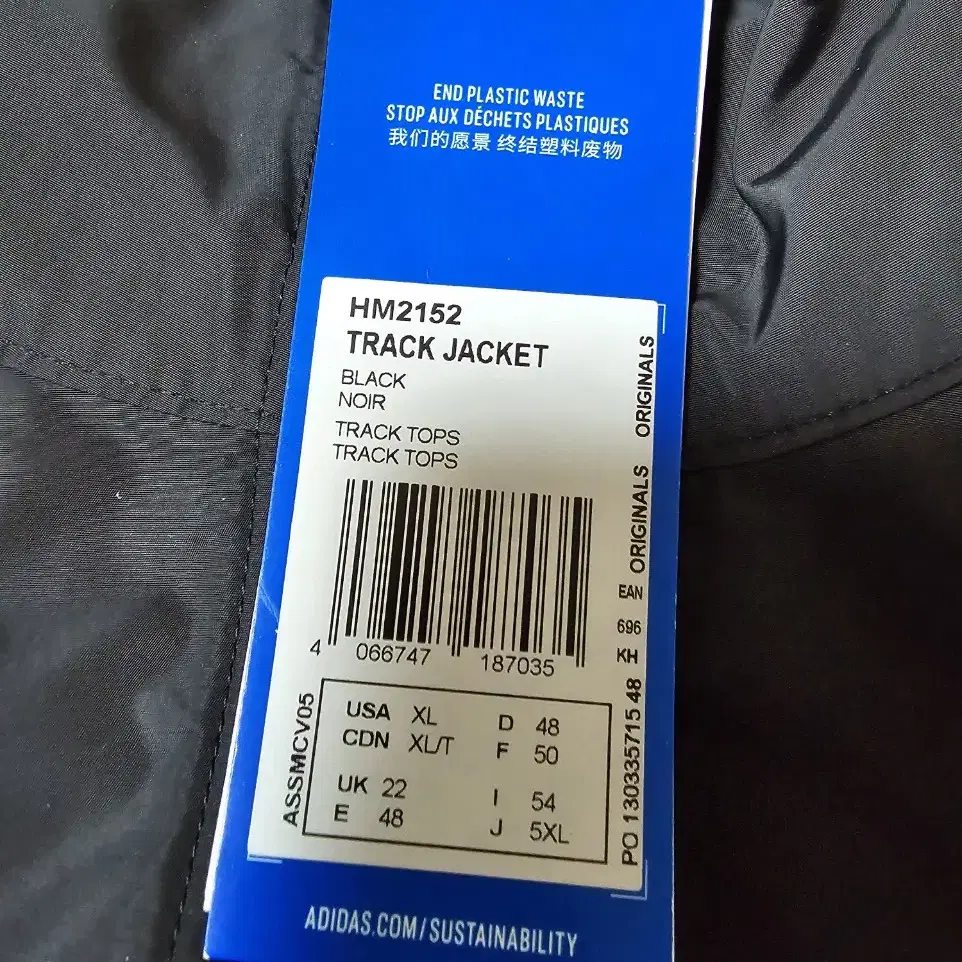 END PLASTIC WASTE
STOP AUX DÉCHETS PLASTIQUES
我们的愿景 终结塑料废物
HM2152
TRACK JACKET
BLACK
NOIR
TRACK TOPS
TRACK TOPS
4 066747 187035
USA XL D 48
CDN XL/T F 50
UK 22 I 54
E 48 J 5XL
ASSMCV05
ORIGINALS
ORIGINALS
EAN
696
KH
PO 130335715 48
ADIDAS.COM/SUSTAINABILITY